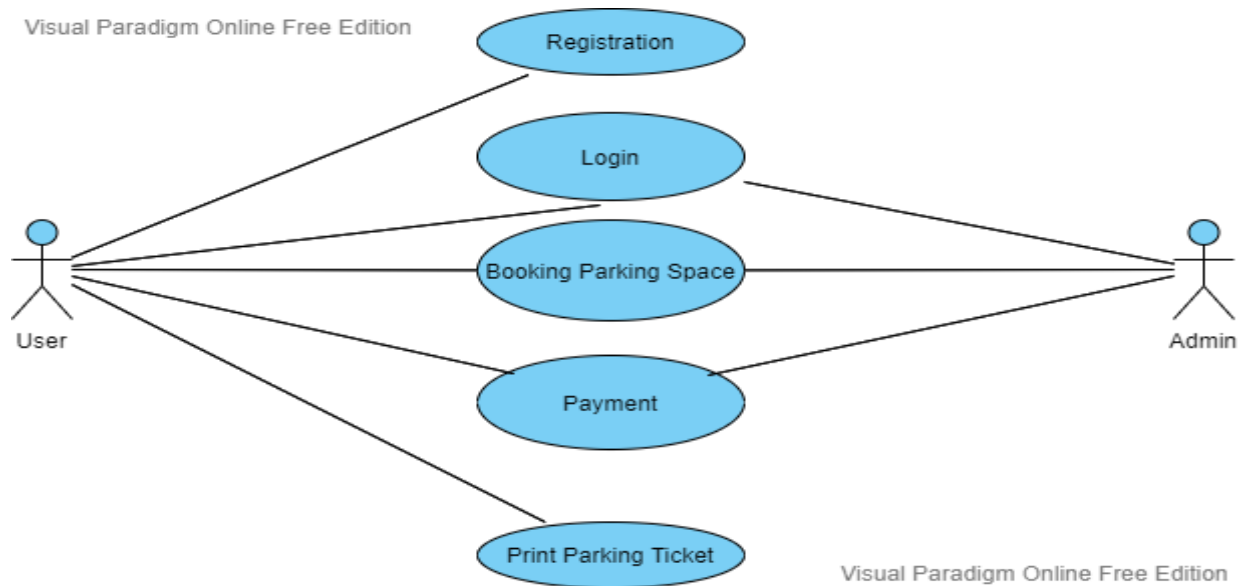 Visual Paradigm Online Free Edition
Registration
Login
Booking Parking Space
User
Admin
Payment
Print Parking Ticket
Visual Paradigm Online Free Edition